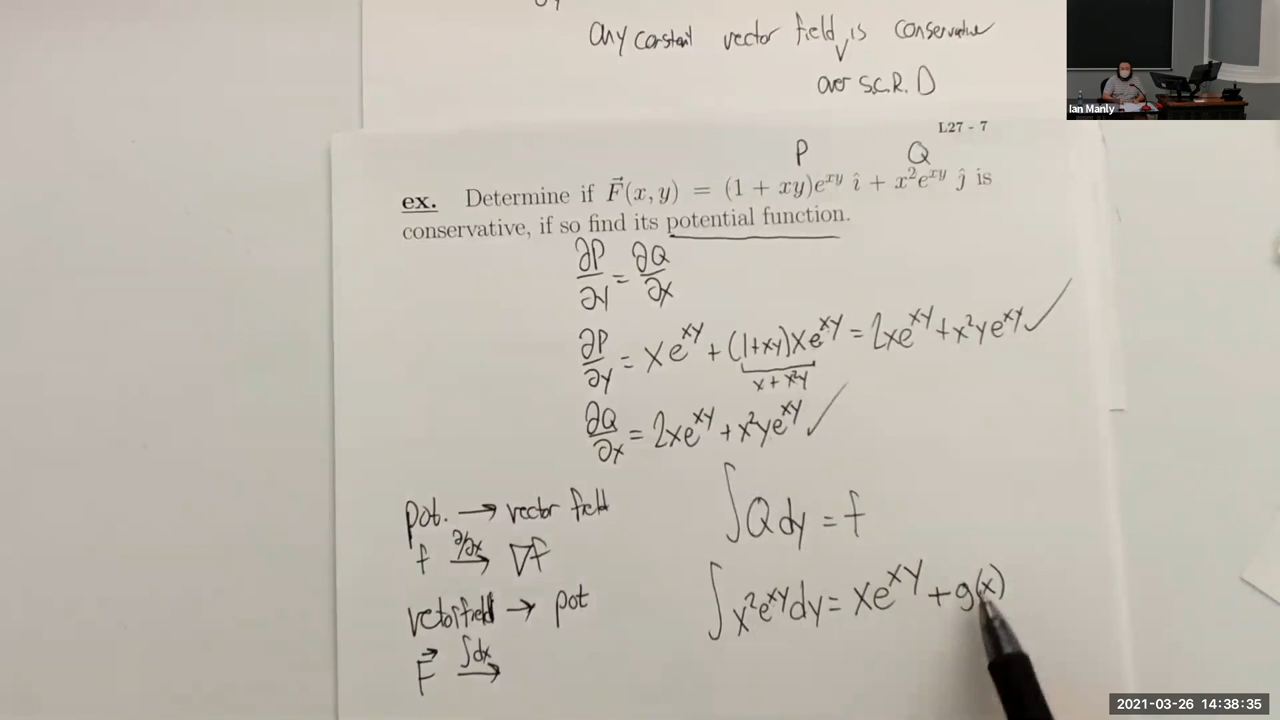 any constant vector field is conservative
over S.C.R. D
Ian Manly
L27 - 7
P Q
ex. Determine if F⃗(x, y) = (1 + xy)e^{xy} î + x²e^{xy} ĵ is
conservative, if so find its potential function.
∂P/∂y = ∂Q/∂x
∂P/∂y = xe^{xy} + (1+xy)xe^{xy} = 2xe^{xy} + x²ye^{xy} ✓
x + x²y
∂Q/∂x = 2xe^{xy} + x²ye^{xy} ✓
pot. → vector field
f ∂/∂x → ∇f
vector field → pot
F⃗ ∫dx →
∫Q dy = f
∫x²e^{xy}dy = xe^{xy} + g(x)
2021-03-26 14:38:35